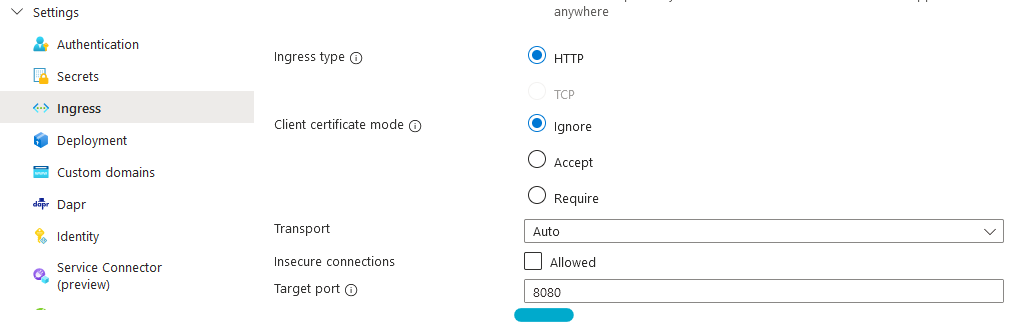 Settings
Authentication
Secrets
Ingress
Deployment
Custom domains
dapr
Dapr
Identity
Service Connector
(preview)
anywhere
Ingress type
HTTP
TCP
Client certificate mode
Ignore
Accept
Require
Transport
Auto
Insecure connections
Allowed
Target port
8080